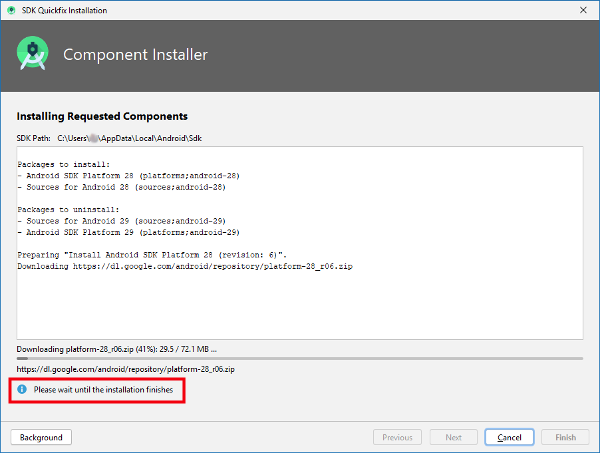 SDK Quickfix Installation
Component Installer
Installing Requested Components
SDK Path: C:\Users\ \AppData\Local\Android\Sdk
Packages to install:
- Android SDK Platform 28 (platforms;android-28)
- Sources for Android 28 (sources;android-28)
Packages to uninstall:
- Sources for Android 29 (sources;android-29)
- Android SDK Platform 29 (platforms;android-29)
Preparing "Install Android SDK Platform 28 (revision: 6)".
Downloading https://dl.google.com/android/repository/platform-28_r06.zip
Downloading platform-28_r06.zip (41%): 29.5 / 72.1 MB ...
https://dl.google.com/android/repository/platform-28_r06.zip
Please wait until the installation finishes
Background Previous Next Cancel Finish